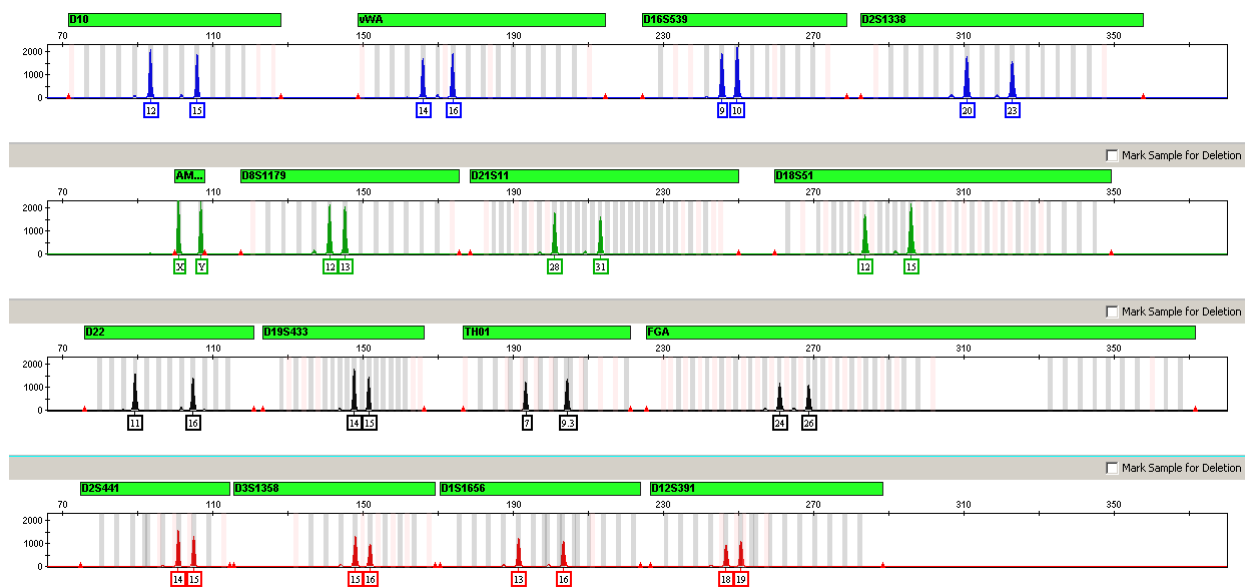 D10 vWA D16S539 D2S1338
70 110 150 190 230 270 310 350
2000
1000
0
12 15 14 16 9 10 20 23
Mark Sample for Deletion
AM... D8S1179 D21S11 D18S51
70 110 150 190 230 270 310 350
2000
1000
0
X Y 12 13 28 31 12 15
Mark Sample for Deletion
D22 D19S433 TH01 FGA
70 110 150 190 230 270 310 350
2000
1000
0
11 16 14 15 7 9.3 24 26
Mark Sample for Deletion
D2S441 D3S1358 D1S1656 D12S391
70 110 150 190 230 270 310 350
2000
1000
0
14 15 15 16 13 16 18 19